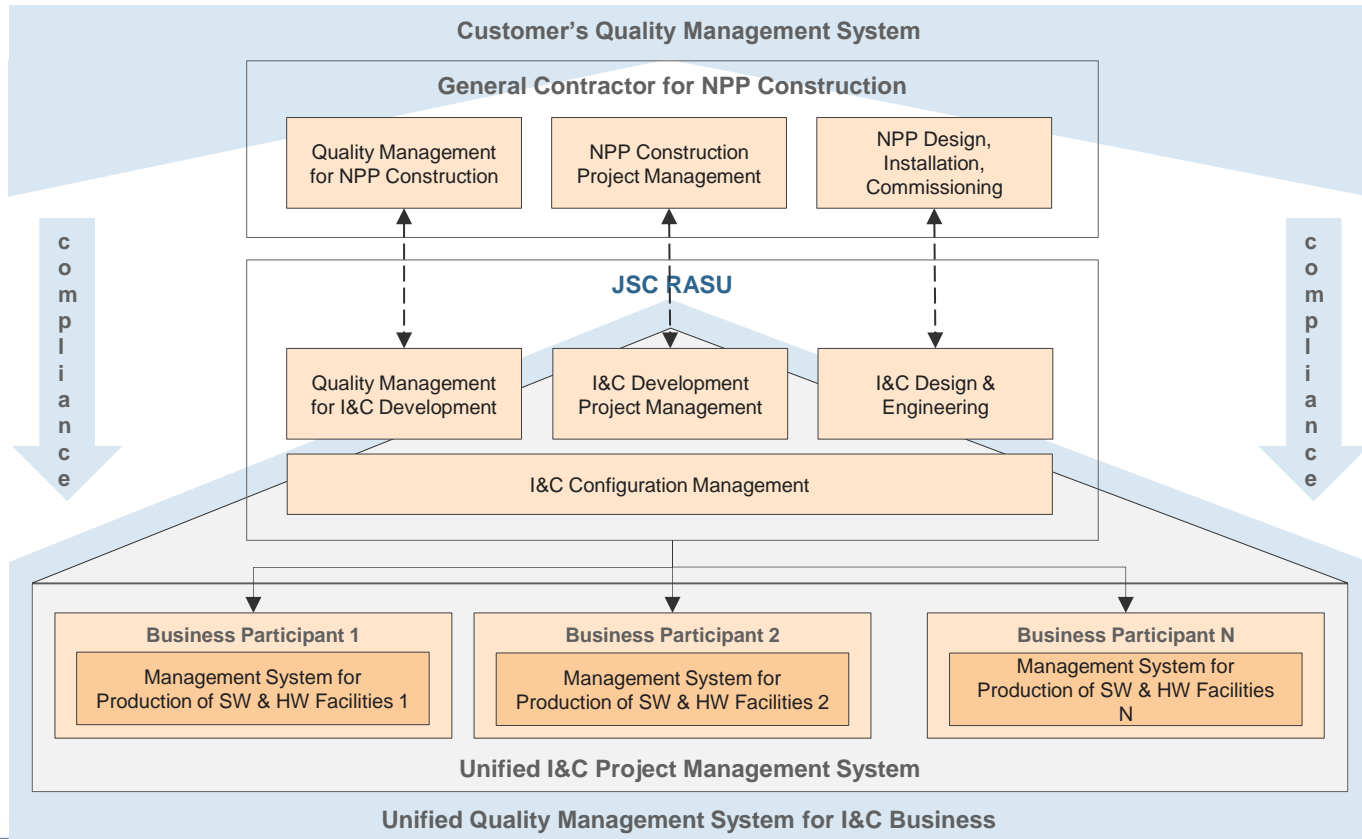 Customer’s Quality Management System
General Contractor for NPP Construction
Quality Management
for NPP Construction
NPP Construction
Project Management
NPP Design,
Installation,
Commissioning
compliance
compliance
JSC RASU
Quality Management
for I&C Development
I&C Development
Project Management
I&C Design &
Engineering
I&C Configuration Management
Business Participant 1
Management System for
Production of SW & HW Facilities 1
Business Participant 2
Management System for
Production of SW & HW Facilities 2
Business Participant N
Management System for
Production of SW & HW Facilities
N
Unified I&C Project Management System
Unified Quality Management System for I&C Business